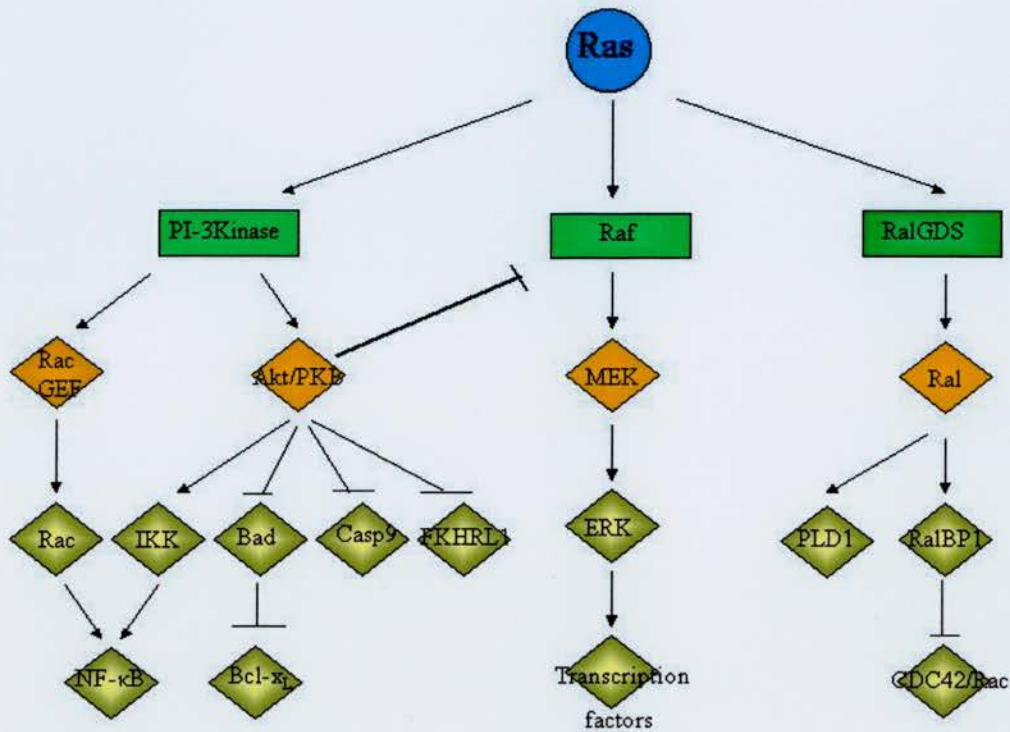 Ras
PI-3Kinase
Raf
RalGDS
Rac
GEF
Akt/PKB
MEK
Ral
Rac
IKK
Bad
Casp9
FKHRL1
ERK
PLD1
RalBP1
NF-κB
Bcl-xL
Transcription
factors
CDC42/Rac